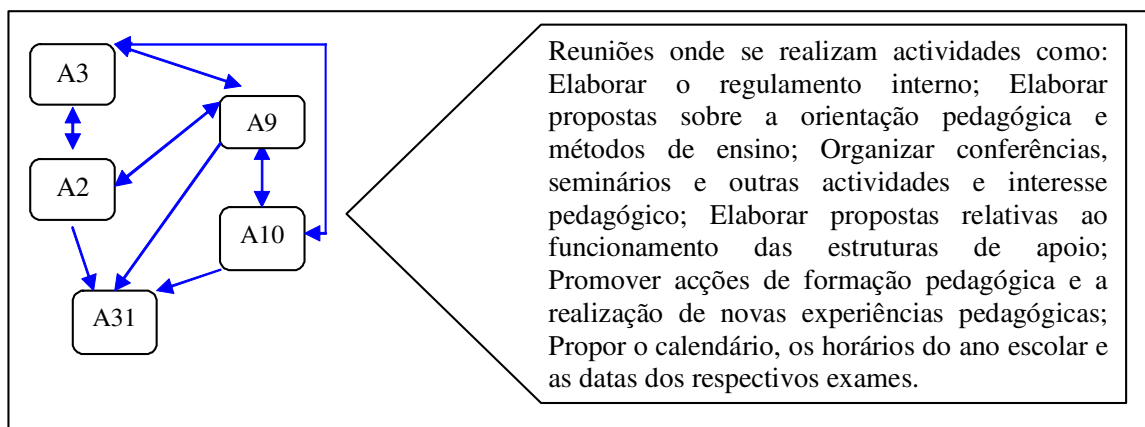 A3
A9
A2
A10
A31
Reuniões onde se realizam actividades como:
Elaborar o regulamento interno; Elaborar
propostas sobre a orientação pedagógica e
métodos de ensino; Organizar conferências,
seminários e outras actividades e interesse
pedagógico; Elaborar propostas relativas ao
funcionamento das estruturas de apoio;
Promover acções de formação pedagógica e a
realização de novas experiências pedagógicas;
Propor o calendário, os horários do ano escolar e
as datas dos respectivos exames.